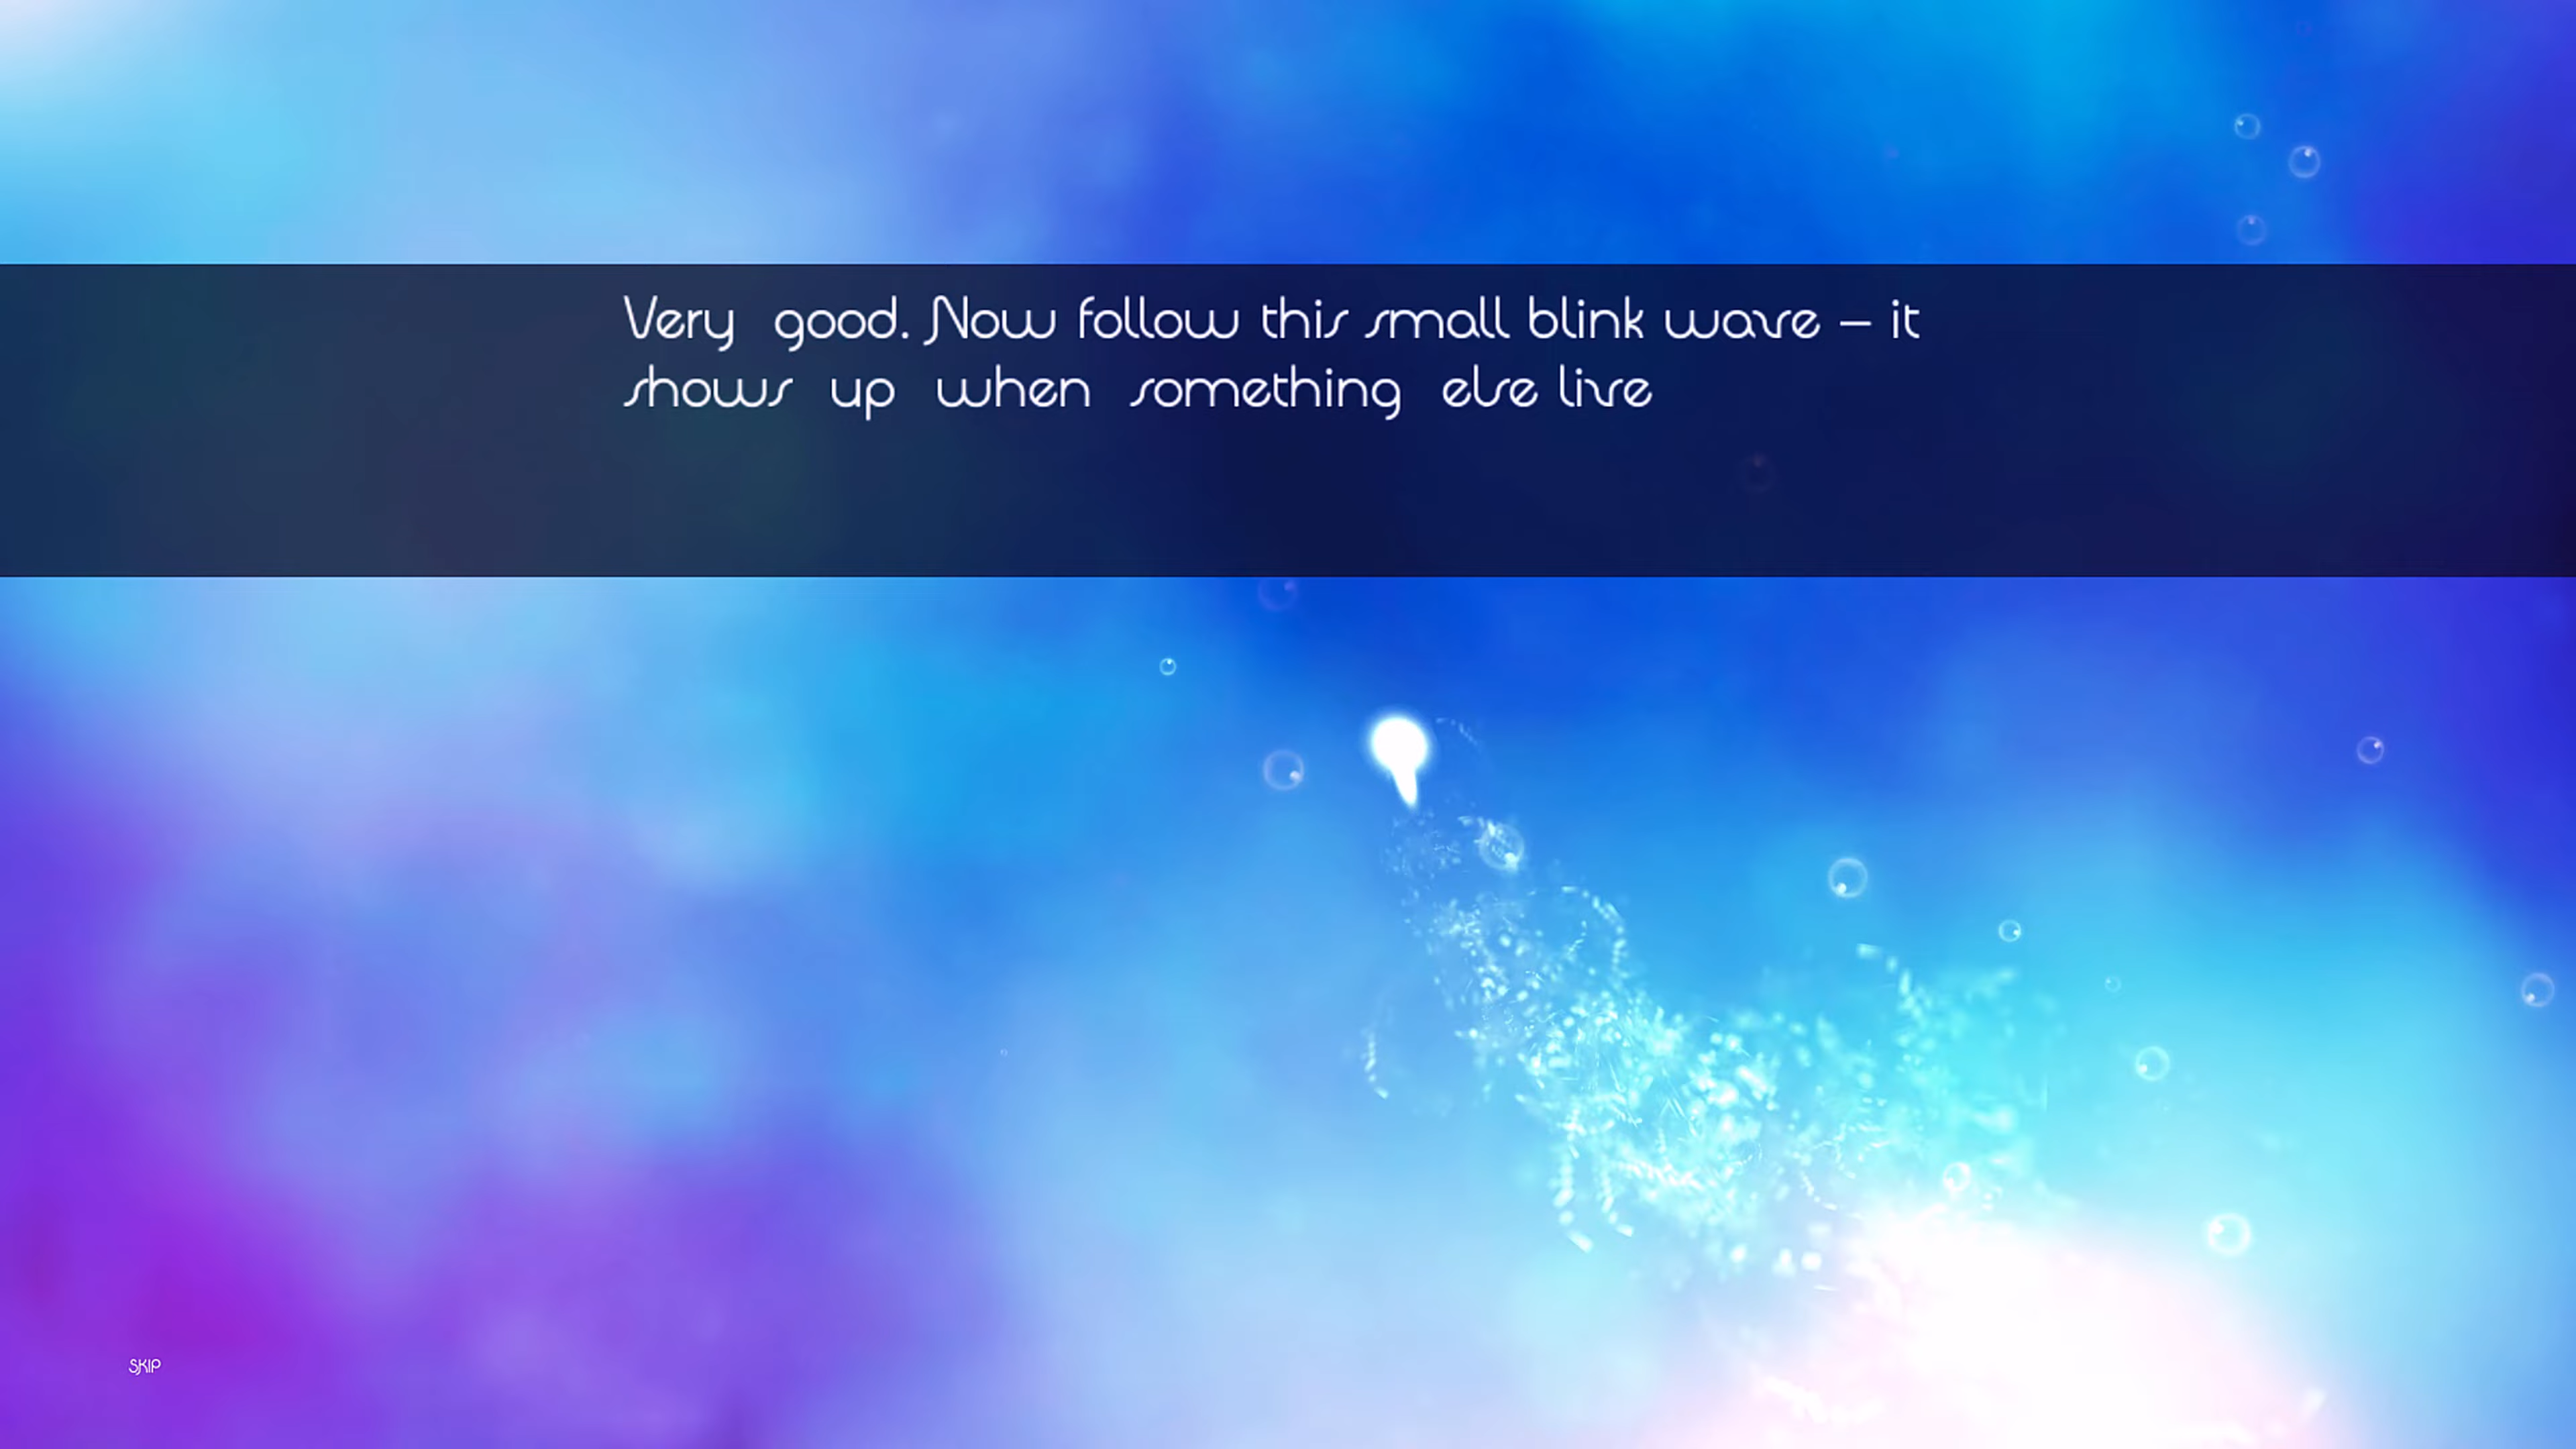 Very good. Now follow this small blink wave – it
shows up when something else live
SKIP